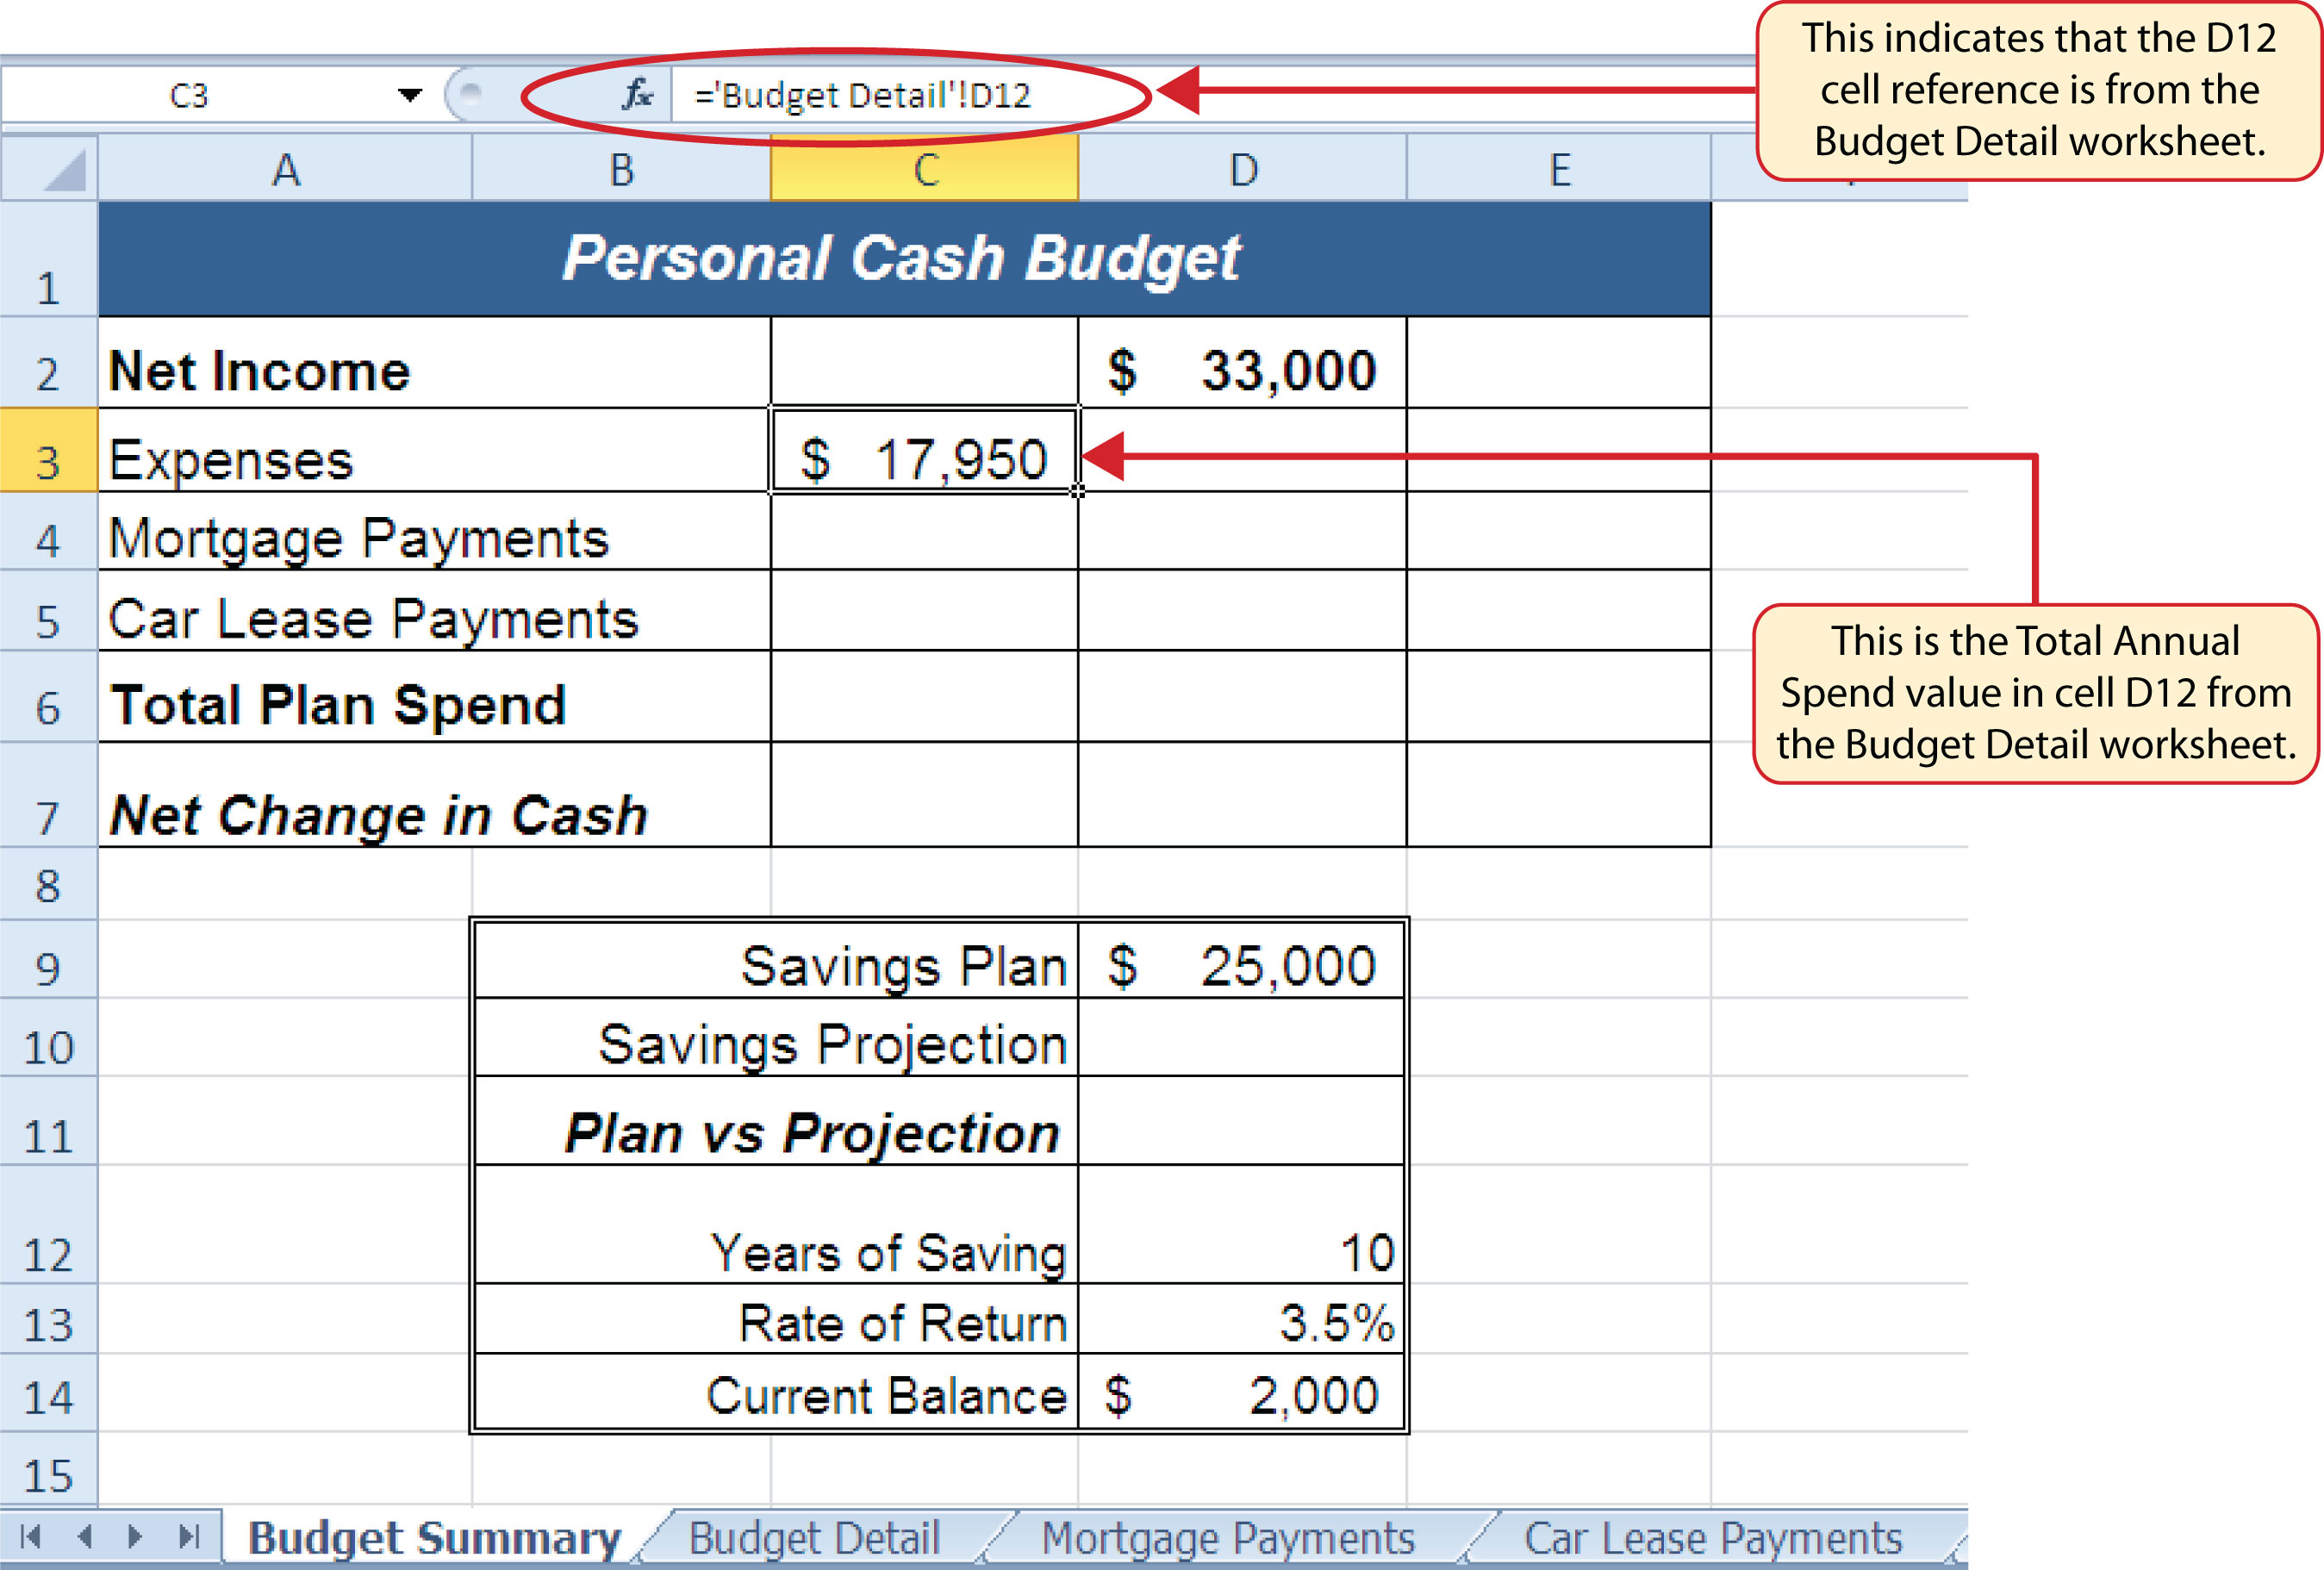 This indicates that the D12
cell reference is from the
Budget Detail worksheet.
C3 fx ='Budget Detail'!D12
A B C D E
1 Personal Cash Budget
2 Net Income $ 33,000
3 Expenses $ 17,950
4 Mortgage Payments
5 Car Lease Payments
6 Total Plan Spend
7 Net Change in Cash
This is the Total Annual
Spend value in cell D12 from
the Budget Detail worksheet.
8
9 Savings Plan $ 25,000
10 Savings Projection
11 Plan vs Projection
12 Years of Saving 10
13 Rate of Return 3.5%
14 Current Balance $ 2,000
15
Budget Summary Budget Detail Mortgage Payments Car Lease Payments